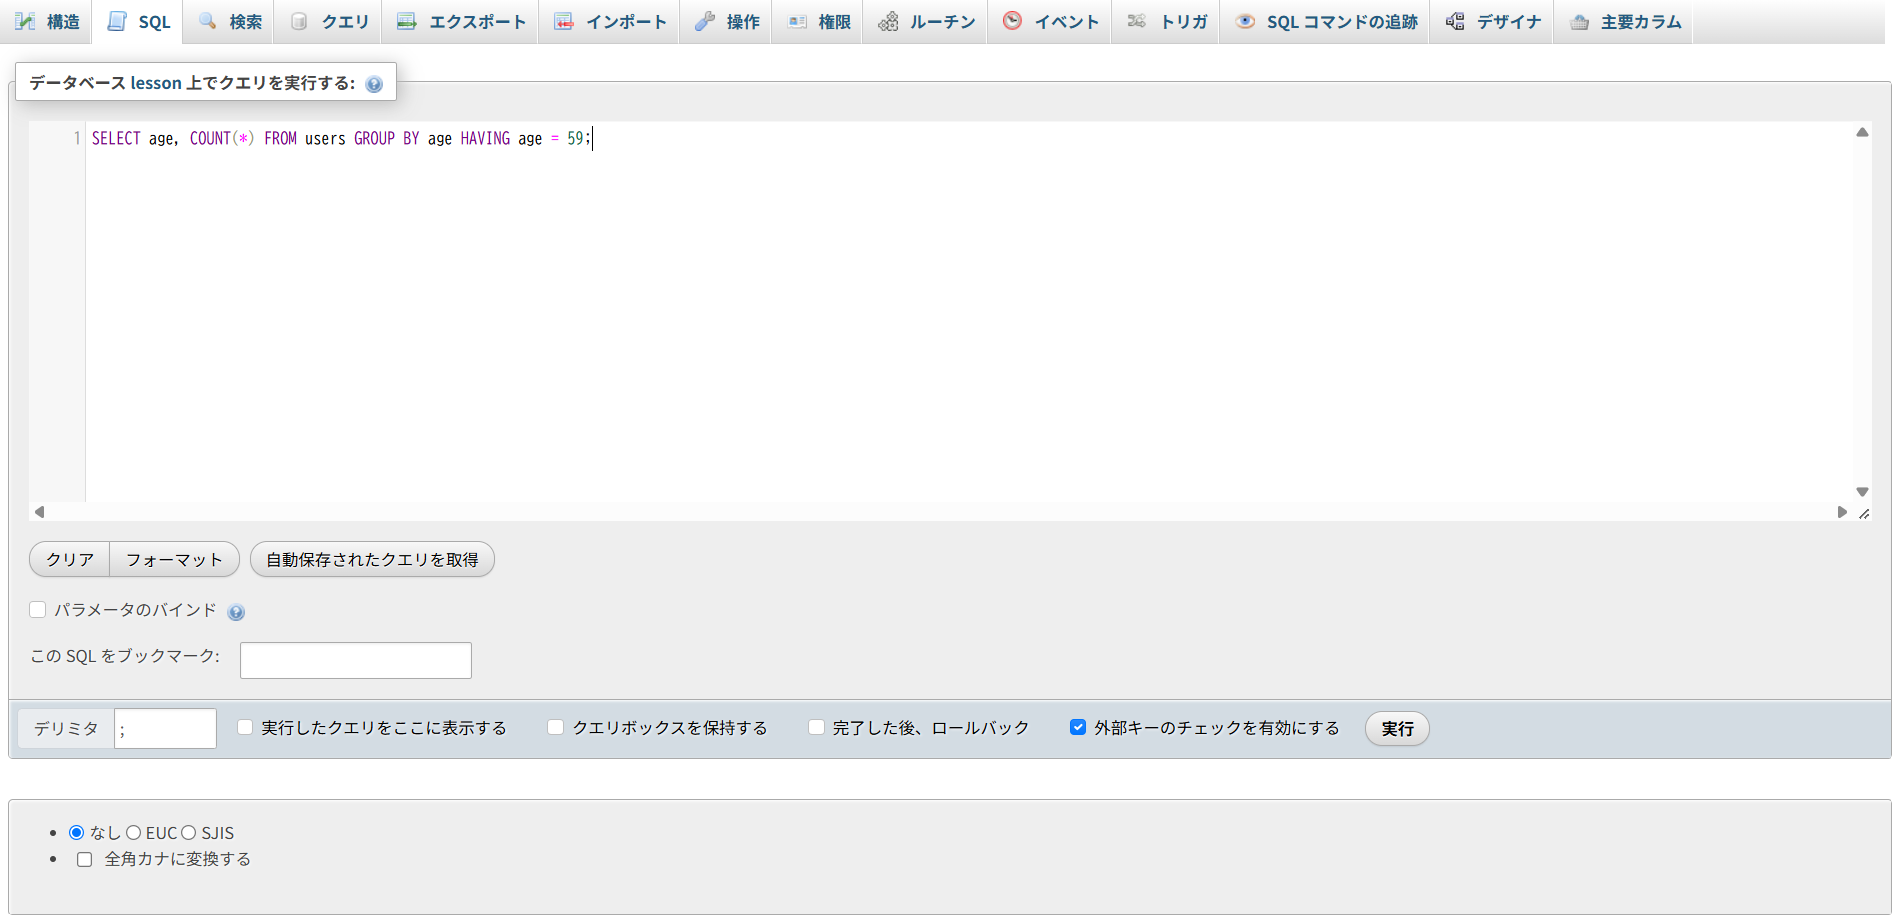 構造 SQL 検索 クエリ エクスポート インポート 操作 権限 ルーチン イベント トリガ SQL コマンドの追跡 デザイナ 主要カラム
データベース lesson 上でクエリを実行する:
1 SELECT age, COUNT(*) FROM users GROUP BY age HAVING age = 59;
クリア フォーマット 自動保存されたクエリを取得
パラメータのバインド
この SQL をブックマーク:
デリミタ ; 実行したクエリをここに表示する クエリボックスを保持する 完了した後、ロールバック 外部キーのチェックを有効にする 実行
なし EUC SJIS
全角カナに変換する